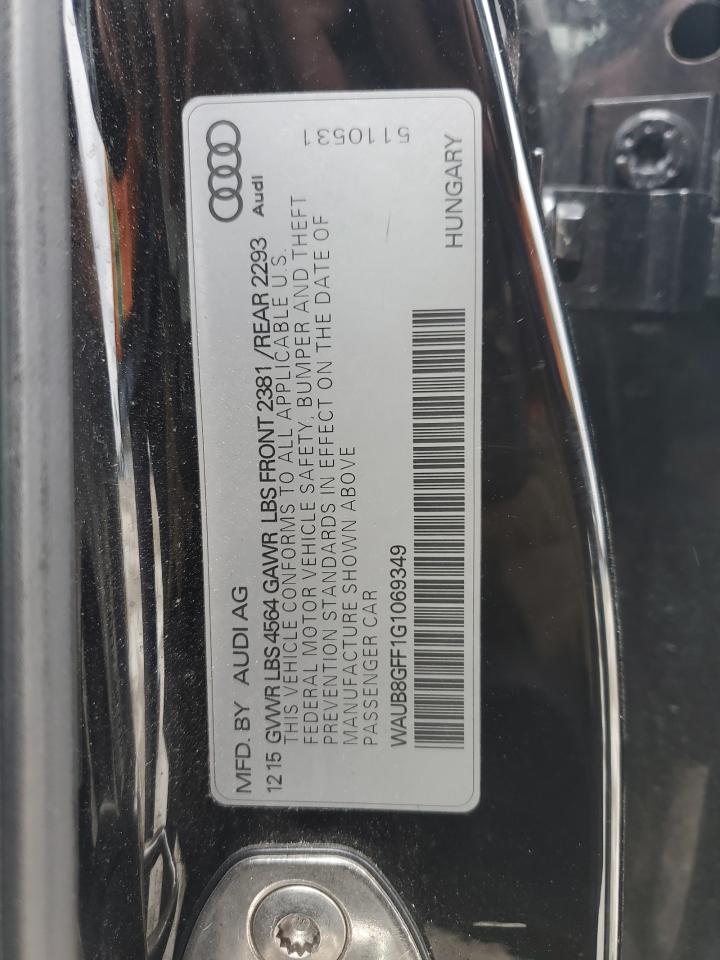 MFD. BY AUDI AG
Audi
12 15 GVWR LBS 4564 GAWR LBS FRONT 2381 /REAR 2293
THIS VEHICLE CONFORMS TO ALL APPLICABLE U.S.
FEDERAL MOTOR VEHICLE SAFETY, BUMPER AND THEFT
PREVENTION STANDARDS IN EFFECT ON THE DATE OF
MANUFACTURE SHOWN ABOVE
PASSENGER CAR
WAUB8GFF1G1069349
5110531
HUNGARY